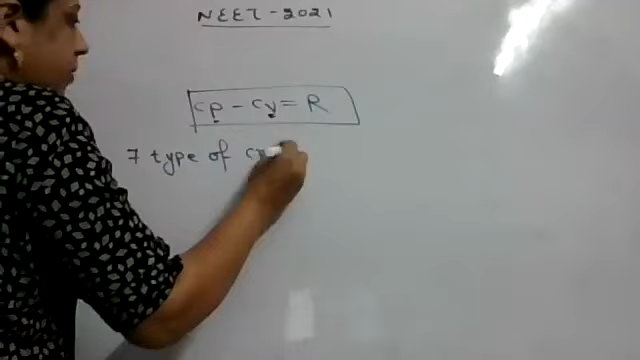 NEET-2021
Cp - Cv = R
7 type of